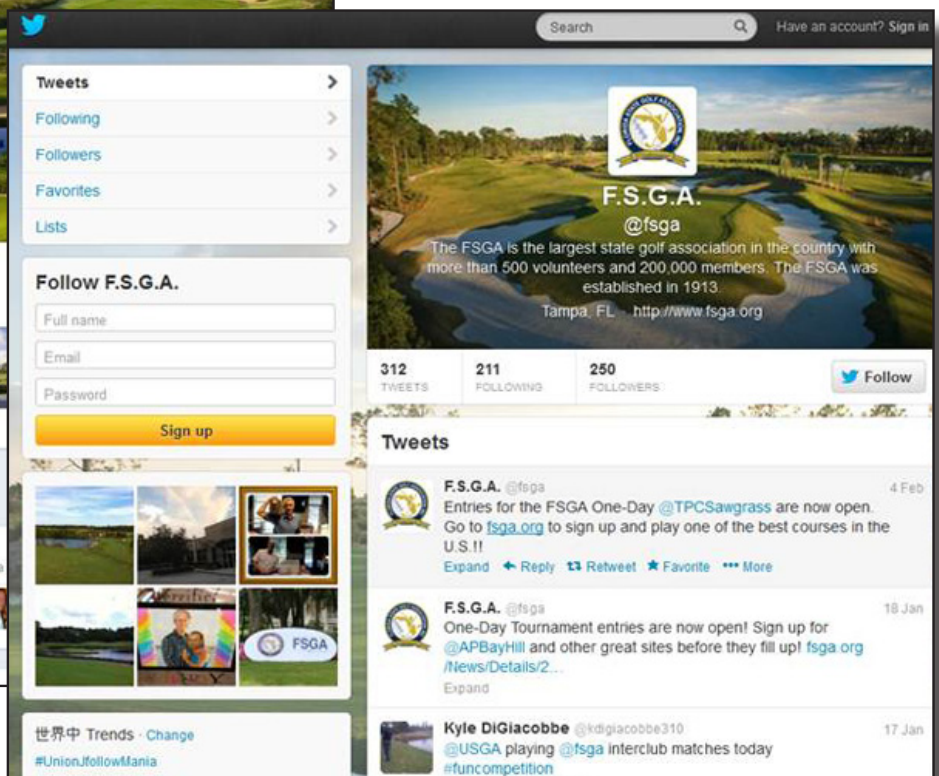 Search
Have an account? Sign in
Tweets
Following
Followers
Favorites
Lists
Follow F.S.G.A.
Full name
Email
Password
Sign up
FSGA
世界中 Trends · Change
#UnionJfollowMania
F.S.G.A.
@fsga
The FSGA is the largest state golf association in the country with
more than 500 volunteers and 200,000 members. The FSGA was
established in 1913.
Tampa, FL · http://www.fsga.org
312 TWEETS
211 FOLLOWING
250 FOLLOWERS
Follow
Tweets
F.S.G.A. @fsga 4 Feb
Entries for the FSGA One-Day @TPCSawgrass are now open.
Go to fsga.org to sign up and play one of the best courses in the
U.S.!!
Expand Reply Retweet Favorite More
F.S.G.A. @fsga 18 Jan
One-Day Tournament entries are now open! Sign up for
@APBayHill and other great sites before they fill up! fsga.org
/News/Details/2...
Expand
Kyle DiGiacobbe @kdigiacobbe310 17 Jan
@USGA playing @fsga interclub matches today
#funcompetition